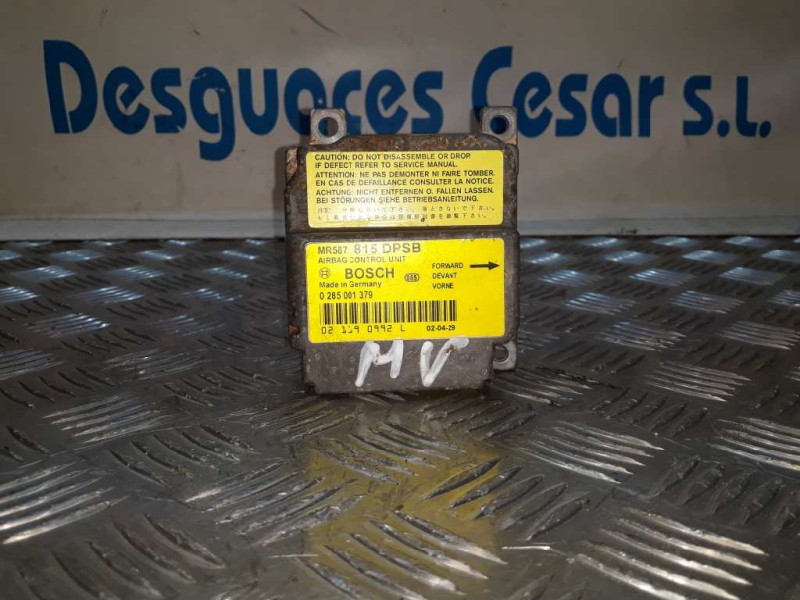 Desguaces Cesar S.L.
CAUTION: DO NOT DISASSEMBLE OR DROP.
IF DEFECT REFER TO SERVICE MANUAL.
ATTENTION: NE PAS DEMONTER NI FAIRE TOMBER.
EN CAS DE DEFAILLANCE CONSULTER LA NOTICE.
ACHTUNG: NICHT ENTFERNEN O. FALLEN LASSEN.
BEI STÖRUNGEN SIEHE BETRIEBSANLEITUNG.
MR587 815 DPSB
AIRBAG CONTROL UNIT
BOSCH
Made in Germany
0 285 001 379
FORWARD
DEVANT
VORNE
02 119 0992 L 02-04-29
MV